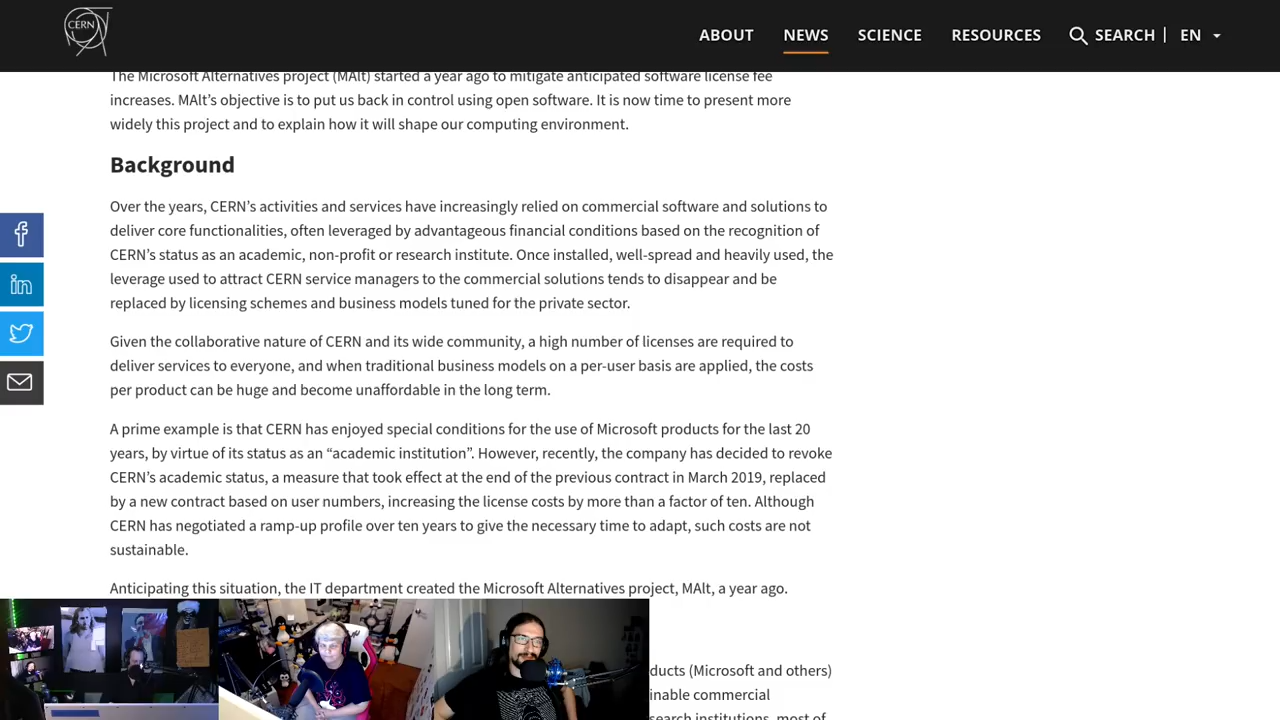 CERN
ABOUT NEWS SCIENCE RESOURCES SEARCH | EN
The Microsoft Alternatives project (MAlt) started a year ago to mitigate anticipated software license fee
increases. MAlt’s objective is to put us back in control using open software. It is now time to present more
widely this project and to explain how it will shape our computing environment.
Background
Over the years, CERN’s activities and services have increasingly relied on commercial software and solutions to
deliver core functionalities, often leveraged by advantageous financial conditions based on the recognition of
CERN’s status as an academic, non-profit or research institute. Once installed, well-spread and heavily used, the
leverage used to attract CERN service managers to the commercial solutions tends to disappear and be
replaced by licensing schemes and business models tuned for the private sector.
Given the collaborative nature of CERN and its wide community, a high number of licenses are required to
deliver services to everyone, and when traditional business models on a per-user basis are applied, the costs
per product can be huge and become unaffordable in the long term.
A prime example is that CERN has enjoyed special conditions for the use of Microsoft products for the last 20
years, by virtue of its status as an “academic institution”. However, recently, the company has decided to revoke
CERN’s academic status, a measure that took effect at the end of the previous contract in March 2019, replaced
by a new contract based on user numbers, increasing the license costs by more than a factor of ten. Although
CERN has negotiated a ramp-up profile over ten years to give the necessary time to adapt, such costs are not
sustainable.
Anticipating this situation, the IT department created the Microsoft Alternatives project, MAlt, a year ago.
ducts (Microsoft and others)
inable commercial
search institutions, most of